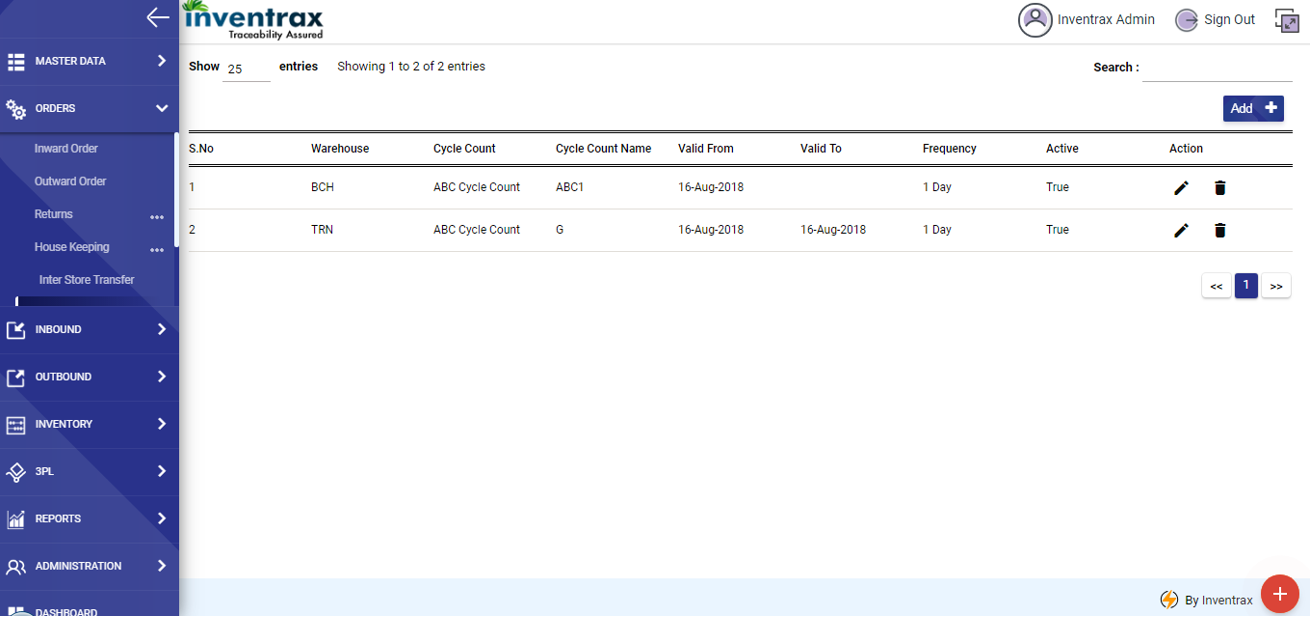 inventrax
Traceability Assured
Inventrax Admin
Sign Out
MASTER DATA
ORDERS
Inward Order
Outward Order
Returns
House Keeping
Inter Store Transfer
INBOUND
OUTBOUND
INVENTORY
3PL
REPORTS
ADMINISTRATION
DASHBOARD
Show 25 entries Showing 1 to 2 of 2 entries
Search :
Add +
S.No Warehouse Cycle Count Cycle Count Name Valid From Valid To Frequency Active Action
1 BCH ABC Cycle Count ABC1 16-Aug-2018 1 Day True
2 TRN ABC Cycle Count G 16-Aug-2018 16-Aug-2018 1 Day True
<< 1 >>
By Inventrax
+